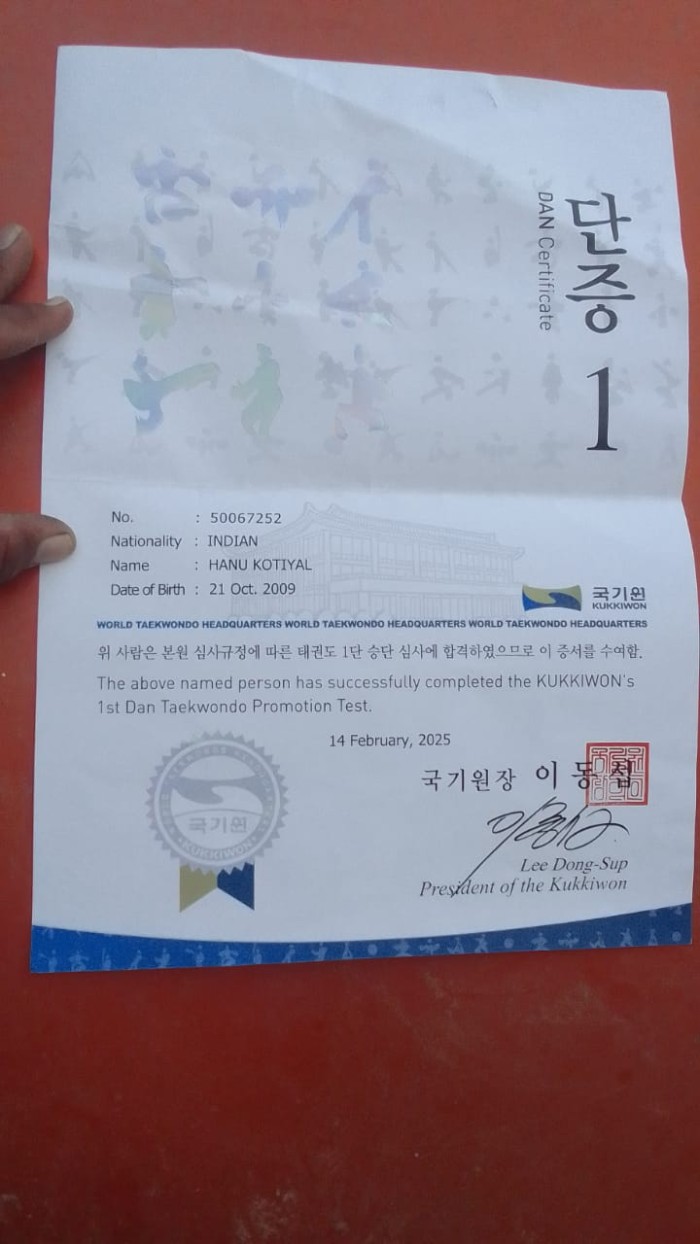 단증
DAN Certificate
1
No. : 50067252
Nationality : INDIAN
Name : HANU KOTIYAL
Date of Birth : 21 Oct. 2009
국기원
KUKKIWON
WORLD TAEKWONDO HEADQUARTERS WORLD TAEKWONDO HEADQUARTERS WORLD TAEKWONDO HEADQUARTERS
위 사람은 본원 심사규정에 따른 태권도 1단 승단 심사에 합격하였으므로 이 증서를 수여함.
The above named person has successfully completed the KUKKIWON's
1st Dan Taekwondo Promotion Test.
14 February, 2025
국기원장 이 동 섭
Lee Dong-Sup
President of the Kukkiwon
국기원
KUKKIWON